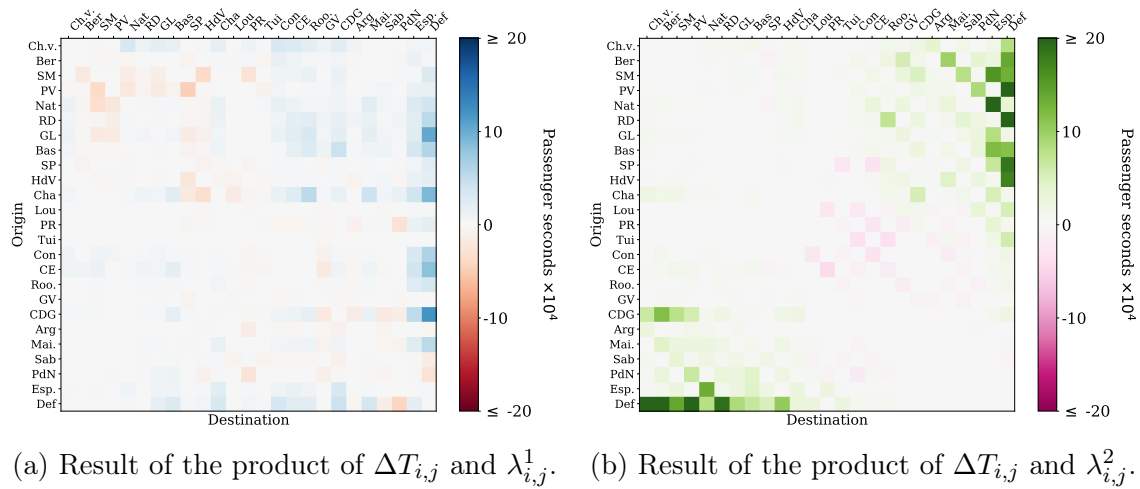 Ch.v. Ber SM PV Nat RD GL Bas SP HdV Cha Lou PR Tui Con CE Roo. GV CDG Arg Mai. Sab PdN Esp. Def
Ch.v.
Ber
SM
PV
Nat
RD
GL
Bas
SP
HdV
Cha
Lou
PR
Tui
Con
CE
Roo.
GV
CDG
Arg
Mai.
Sab
PdN
Esp.
Def
Origin
Destination
≥ 20
10
0
-10
≤ -20
Passenger seconds ×10⁴
Ch.v. Ber SM PV Nat RD GL Bas SP HdV Cha Lou PR Tui Con CE Roo. GV CDG Arg Mai. Sab PdN Esp. Def
Ch.v.
Ber
SM
PV
Nat
RD
GL
Bas
SP
HdV
Cha
Lou
PR
Tui
Con
CE
Roo.
GV
CDG
Arg
Mai.
Sab
PdN
Esp.
Def
Origin
Destination
≥ 20
10
0
-10
≤ -20
Passenger seconds ×10⁴
(a) Result of the product of ΔT_{i,j} and λ^1_{i,j}.
(b) Result of the product of ΔT_{i,j} and λ^2_{i,j}.